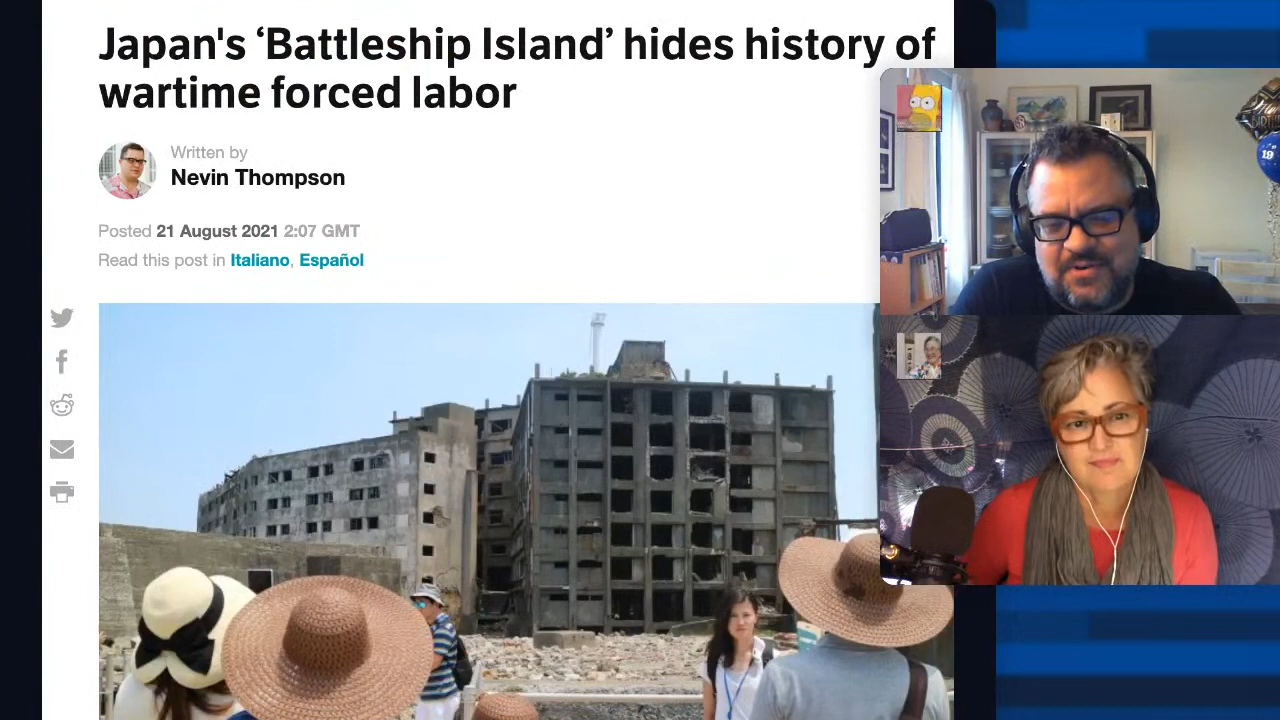 Japan's ‘Battleship Island’ hides history of
wartime forced labor
Written by
Nevin Thompson
Posted 21 August 2021 2:07 GMT
Read this post in Italiano, Español
19